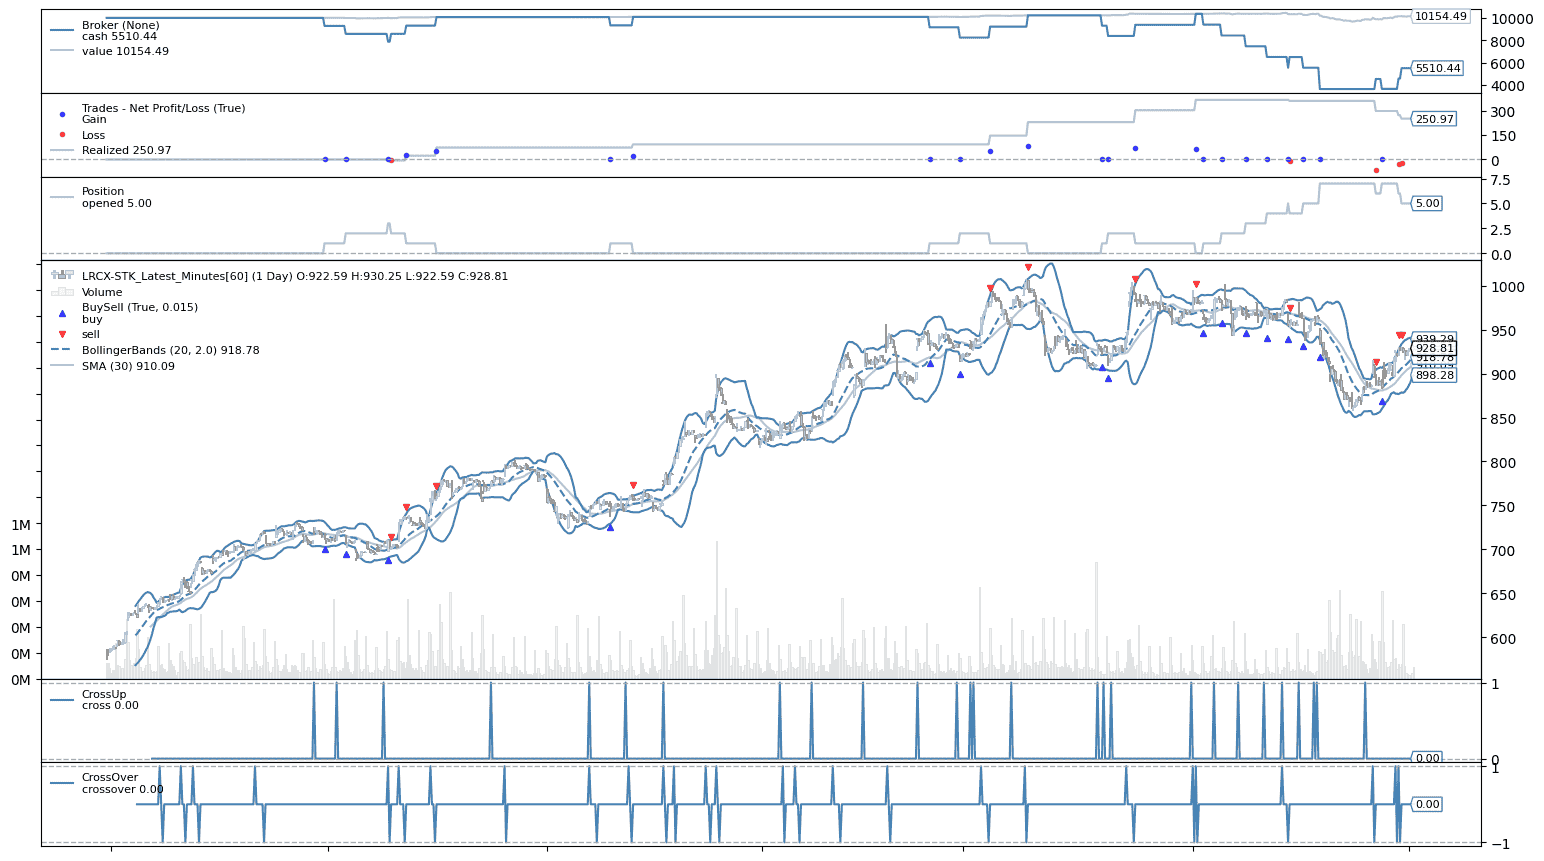 Broker (None)
cash 5510.44
value 10154.49
10154.49
5510.44
10000
8000
6000
4000
Trades - Net Profit/Loss (True)
Gain
Loss
Realized 250.97
250.97
300
150
0
Position
opened 5.00
5.00
7.5
5.0
2.5
0.0
LRCX-STK_Latest_Minutes[60] (1 Day) O:922.59 H:930.25 L:922.59 C:928.81
Volume
BuySell (True, 0.015)
buy
sell
BollingerBands (20, 2.0) 918.78
SMA (30) 910.09
939.29
928.81
918.78
910.09
898.28
1000
950
900
850
800
750
700
650
600
1M
1M
0M
0M
0M
0M
0M
CrossUp
cross 0.00
0.00
1
0
CrossOver
crossover 0.00
0.00
1
−1